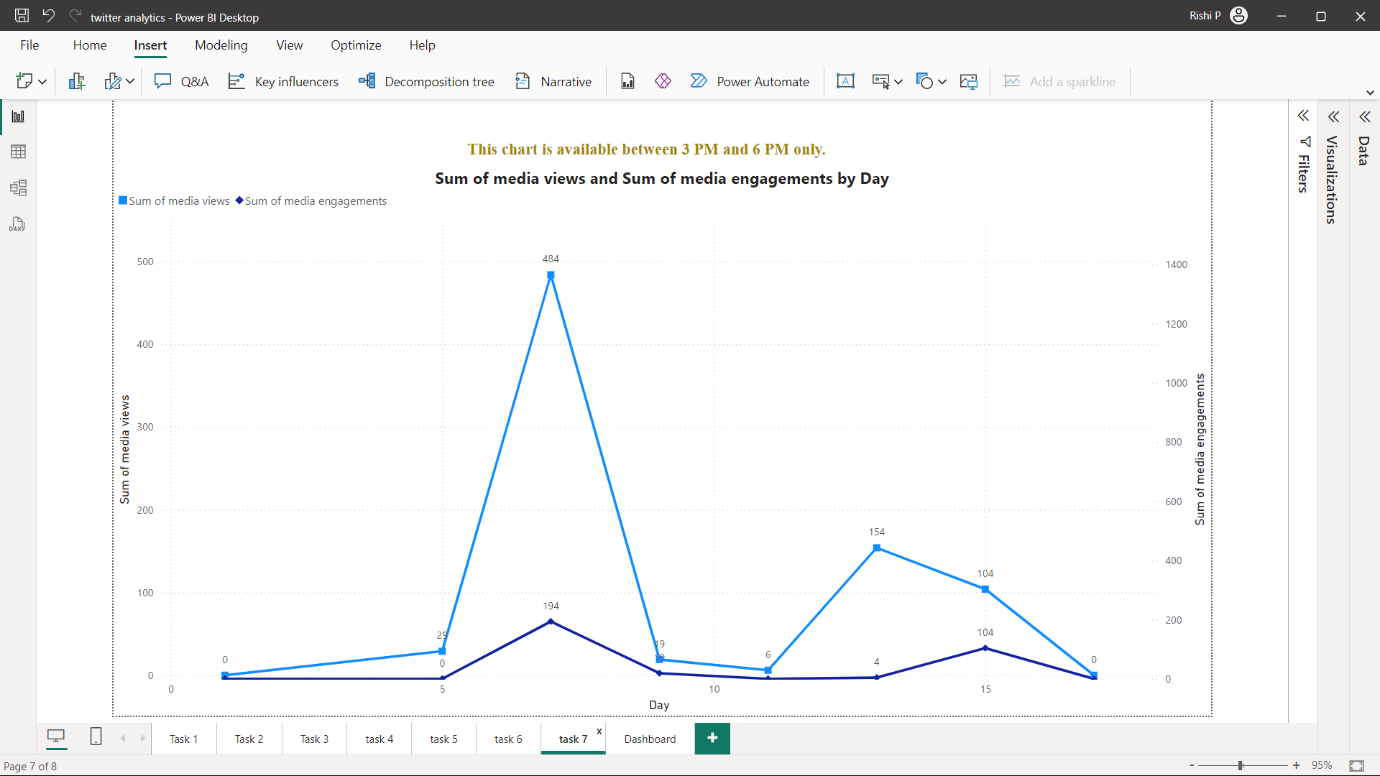 twitter analytics - Power BI Desktop
Rishi P
File Home Insert Modeling View Optimize Help
Q&A Key influencers Decomposition tree Narrative Power Automate A Add a sparkline
This chart is available between 3 PM and 6 PM only.
Sum of media views and Sum of media engagements by Day
Sum of media views Sum of media engagements
Sum of media views
500
400
300
200
100
0
0 5 10 15
Day
484
194
29
0
0
19
6
154
4
104
104
0
1400
1200
1000
800
600
400
200
0
Sum of media engagements
Filters
Visualizations
Data
DAX
Task 1 Task 2 Task 3 task 4 task 5 task 6 task 7 x Dashboard +
Page 7 of 8
- + 95%